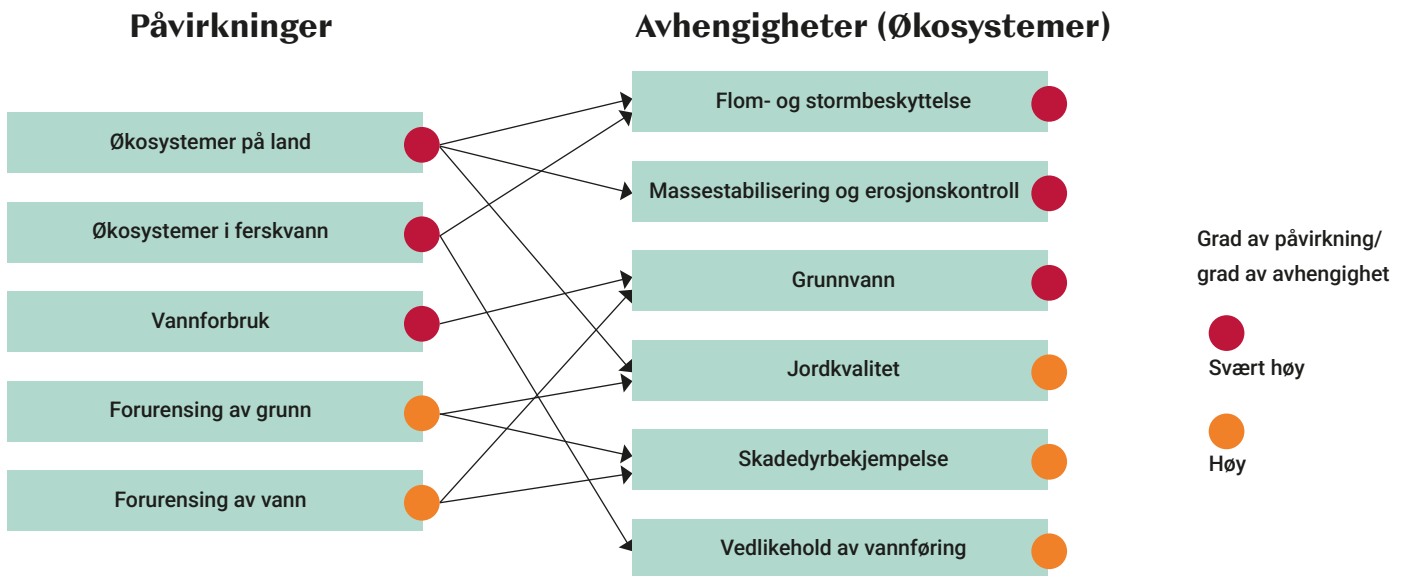 Påvirkninger
Økosystemer på land
Økosystemer i ferskvann
Vannforbruk
Forurensing av grunn
Forurensing av vann
Avhengigheter (Økosystemer)
Flom- og stormbeskyttelse
Massestabilisering og erosjonskontroll
Grunnvann
Jordkvalitet
Skadedyrbekjempelse
Vedlikehold av vannføring
Grad av påvirkning/
grad av avhengighet
Svært høy
Høy